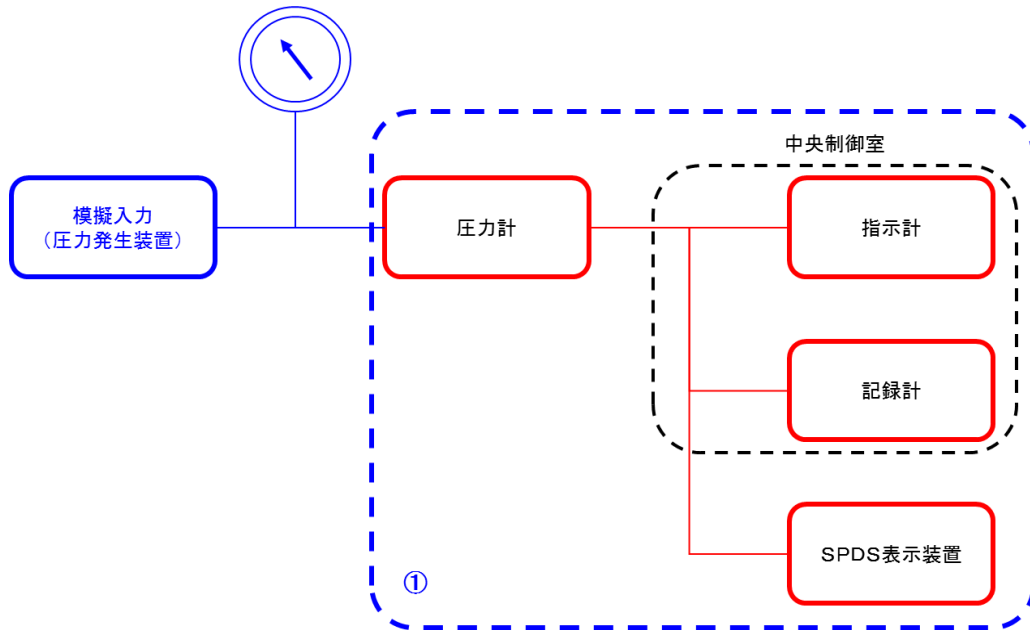 中央制御室
模擬入力
（圧力発生装置）
圧力計
指示計
記録計
SPDS表示装置
①